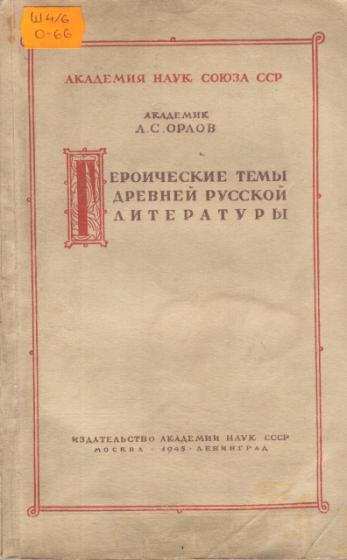 Ш4/6
О-66
АКАДЕМИЯ НАУК СОЮЗА ССР
АКАДЕМИК
А.С.ОРЛОВ
ГЕРОИЧЕСКИЕ ТЕМЫ
ДРЕВНЕЙ РУССКОЙ
ЛИТЕРАТУРЫ
ИЗДАТЕЛЬСТВО АКАДЕМИИ НАУК СССР
МОСКВА · 1945 · ЛЕНИНГРАД